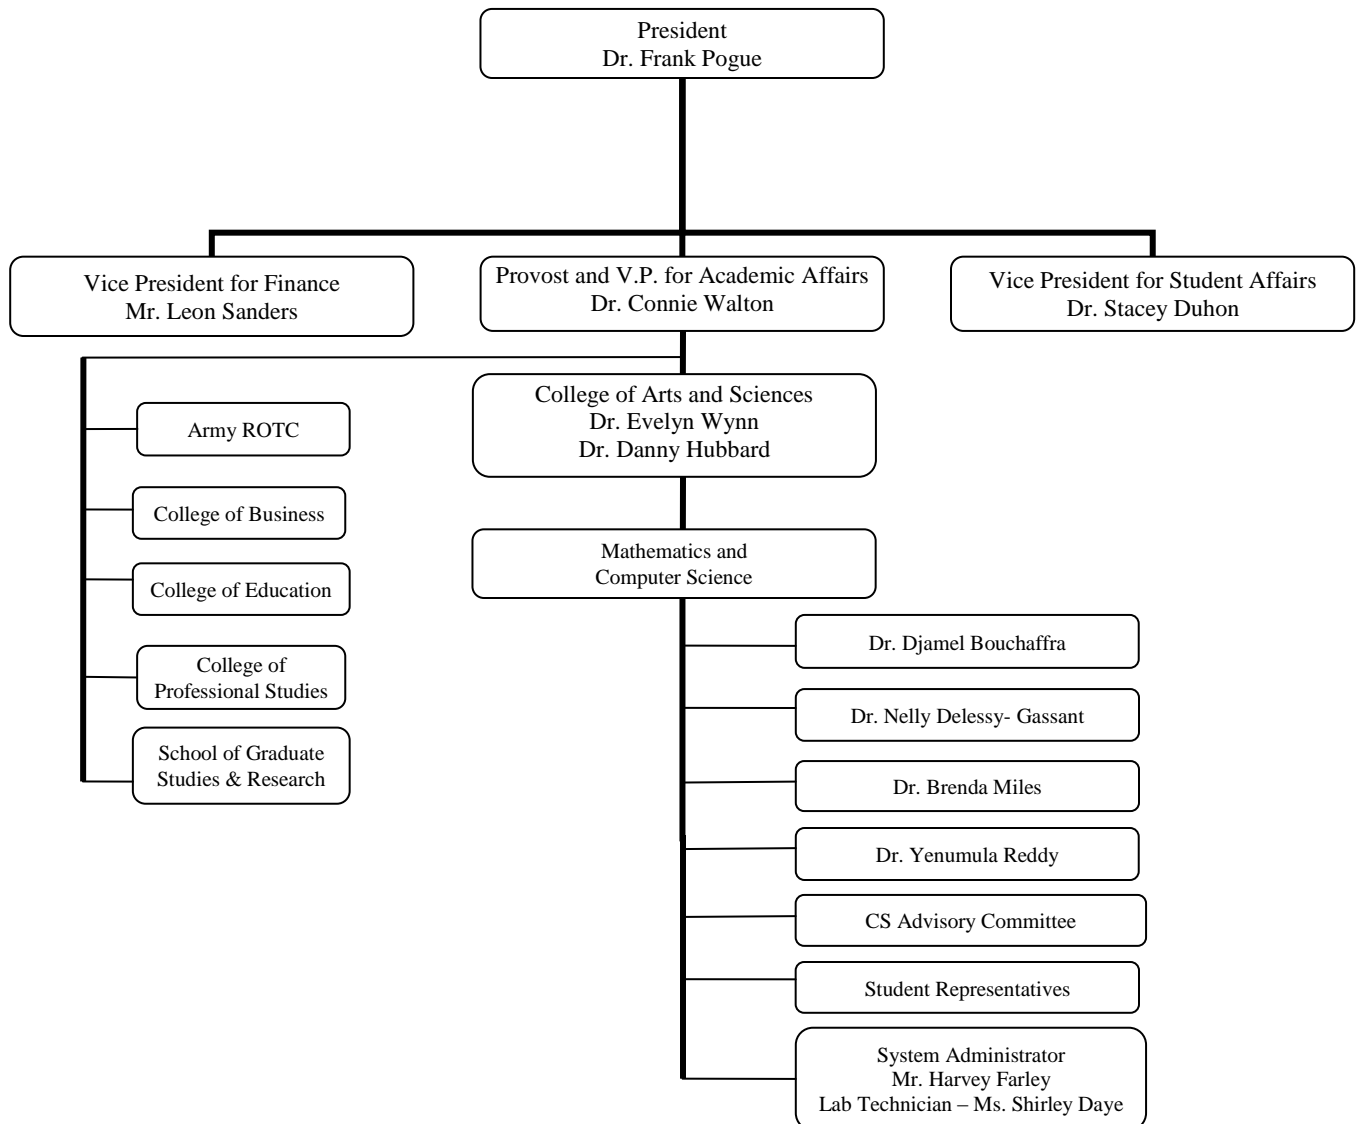 President
Dr. Frank Pogue
Vice President for Finance
Mr. Leon Sanders
Provost and V.P. for Academic Affairs
Dr. Connie Walton
Vice President for Student Affairs
Dr. Stacey Duhon
College of Arts and Sciences
Dr. Evelyn Wynn
Dr. Danny Hubbard
Army ROTC
College of Business
College of Education
College of
Professional Studies
School of Graduate
Studies & Research
Mathematics and
Computer Science
Dr. Djamel Bouchaffra
Dr. Nelly Delessy- Gassant
Dr. Brenda Miles
Dr. Yenumula Reddy
CS Advisory Committee
Student Representatives
System Administrator
Mr. Harvey Farley
Lab Technician – Ms. Shirley Daye